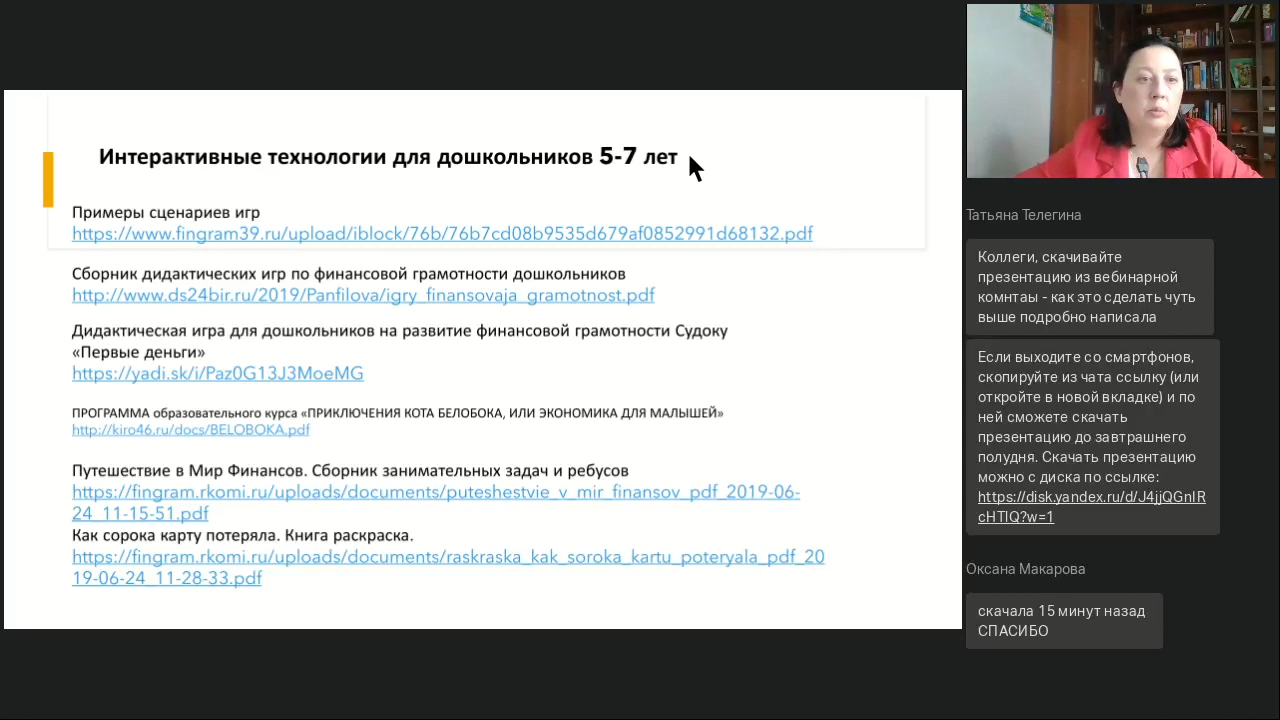 Интерактивные технологии для дошкольников 5-7 лет
Примеры сценариев игр
https://www.fingram39.ru/upload/iblock/76b/76b7cd08b9535d679af0852991d68132.pdf
Сборник дидактических игр по финансовой грамотности дошкольников
http://www.ds24bir.ru/2019/Panfilova/igry_finansovaja_gramotnost.pdf
Дидактическая игра для дошкольников на развитие финансовой грамотности Судоку
«Первые деньги»
https://yadi.sk/i/Paz0G13J3MoeMG
ПРОГРАММА образовательного курса «ПРИКЛЮЧЕНИЯ КОТА БЕЛОБОКА, ИЛИ ЭКОНОМИКА ДЛЯ МАЛЫШЕЙ»
http://kiro46.ru/docs/BELOBOKA.pdf
Путешествие в Мир Финансов. Сборник занимательных задач и ребусов
https://fingram.rkomi.ru/uploads/documents/puteshestvie_v_mir_finansov_pdf_2019-06-
24_11-15-51.pdf
Как сорока карту потеряла. Книга раскраска.
https://fingram.rkomi.ru/uploads/documents/raskraska_kak_soroka_kartu_poteryala_pdf_20
19-06-24_11-28-33.pdf
Татьяна Телегина
Коллеги, скачивайте
презентацию из вебинарной
комнтаы - как это сделать чуть
выше подробно написала
Если выходите со смартфонов,
скопируйте из чата ссылку (или
откройте в новой вкладке) и по
ней сможете скачать
презентацию до завтрашнего
полудня. Скачать презентацию
можно с диска по ссылке:
https://disk.yandex.ru/d/J4jjQGnIR
cHTlQ?w=1
Оксана Макарова
скачала 15 минут назад
СПАСИБО